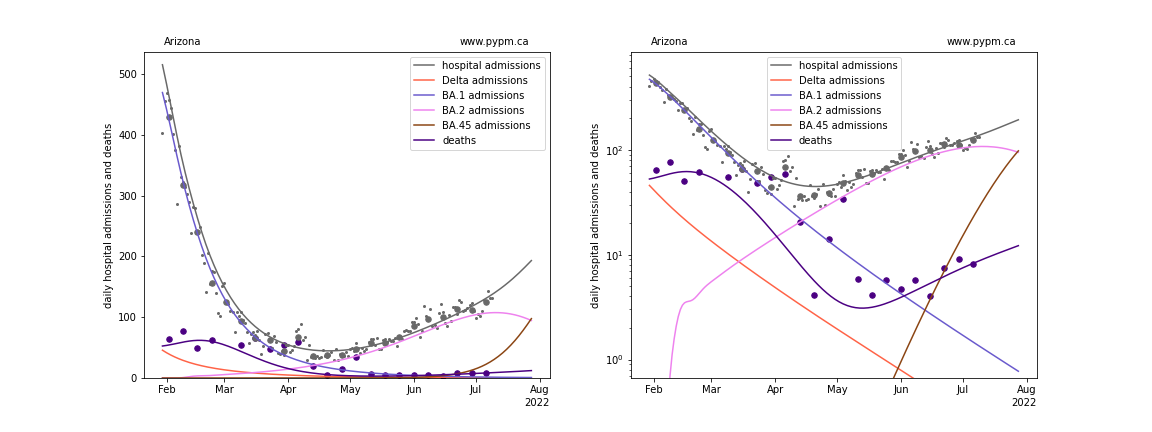 Arizona
www.pypm.ca
daily hospital admissions and deaths
500
400
300
200
100
0
hospital admissions
Delta admissions
BA.1 admissions
BA.2 admissions
BA.45 admissions
deaths
Feb
Mar
Apr
May
Jun
Jul
Aug
2022
Arizona
www.pypm.ca
daily hospital admissions and deaths
10²
10¹
10⁰
hospital admissions
Delta admissions
BA.1 admissions
BA.2 admissions
BA.45 admissions
deaths
Feb
Mar
Apr
May
Jun
Jul
Aug
2022